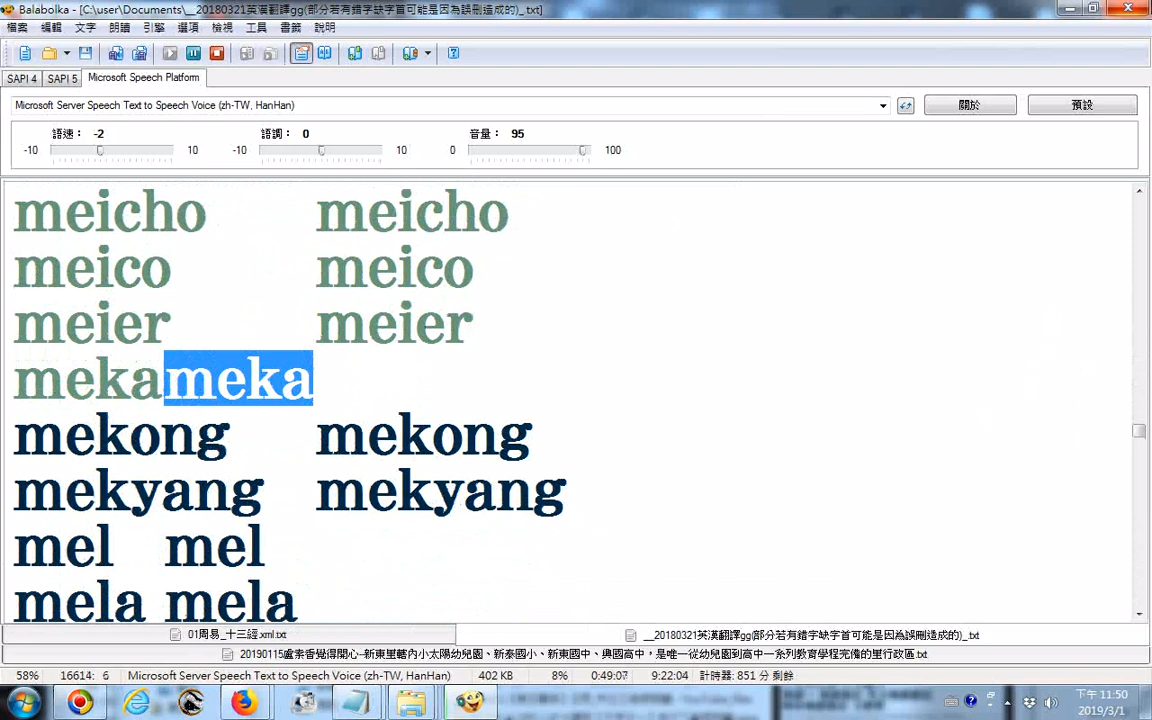 Balabolka - [C:\user\Documents\__20180321英漢翻譯gg(部分若有錯字缺字首可能是因為誤刪造成的)_.txt]
檔案 編輯 文字 朗讀 引擎 選項 檢視 工具 書籤 說明
SAPI 4 SAPI 5 Microsoft Speech Platform
Microsoft Server Speech Text to Speech Voice (zh-TW, HanHan) 關於 預設
語速： -2 語調： 0 音量： 95
-10 10 -10 10 0 100
meicho meicho
meico meico
meier meier
meka meka
mekong mekong
mekyang mekyang
mel mel
mela mela
01周易_十三經.xml.txt __20180321英漢翻譯gg(部分若有錯字缺字首可能是因為誤刪造成的)_.txt
20190115盧素香覺得開心-新東里轄內小太陽幼兒園、新泰國小、新東國中、興國高中，是唯一從幼兒園到高中一系列教育學程完備的里行政區.txt
58% 16614: 6 Microsoft Server Speech Text to Speech Voice (zh-TW, HanHan) 402 KB 8% 0:49:07 9:22:04 計時器: 851 分 剩餘
下午 11:50
2019/3/1